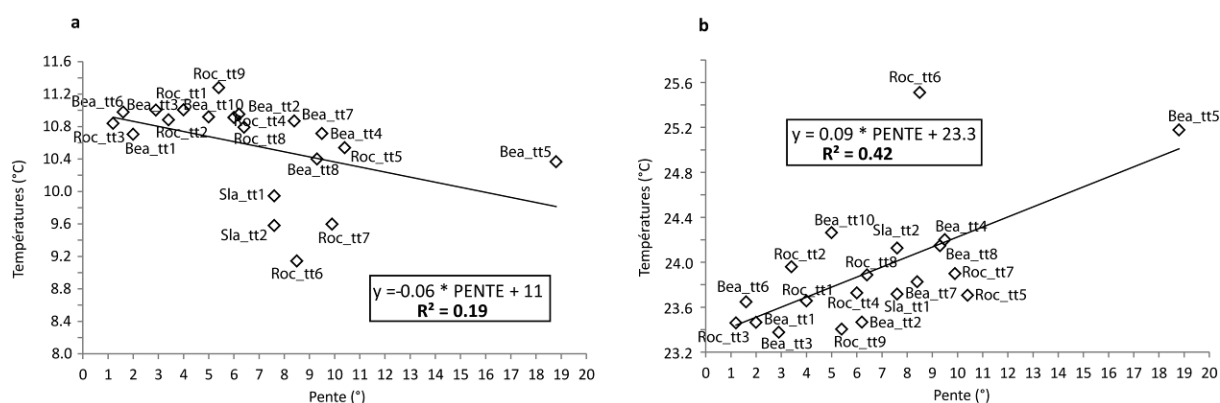 a
11.6
11.2
10.8
10.4
10.0
9.6
9.2
8.8
8.4
8.0
Températures (°C)
Roc_tt9
Roc_tt1
Bea_tt6
Bea_tt3
Bea_tt10
Bea_tt2
Bea_tt7
Roc_tt4
Roc_tt3
Roc_tt2
Roc_tt8
Bea_tt4
Bea_tt1
Roc_tt5
Bea_tt8
Bea_tt5
Sla_tt1
Sla_tt2
Roc_tt7
Roc_tt6
y =-0.06 * PENTE + 11
R² = 0.19
0 1 2 3 4 5 6 7 8 9 10 11 12 13 14 15 16 17 18 19 20
Pente (°)
b
25.6
25.2
24.8
24.4
24.0
23.6
23.2
Températures (°C)
Roc_tt6
Bea_tt5
y = 0.09 * PENTE + 23.3
R² = 0.42
Bea_tt10
Sla_tt2
Bea_tt4
Roc_tt2
Roc_tt8
Bea_tt8
Roc_tt7
Bea_tt6
Roc_tt1
Roc_tt4
Bea_tt7
Sla_tt1
Roc_tt5
Roc_tt3
Bea_tt1
Bea_tt2
Bea_tt3
Roc_tt9
0 1 2 3 4 5 6 7 8 9 10 11 12 13 14 15 16 17 18 19 20
Pente (°)